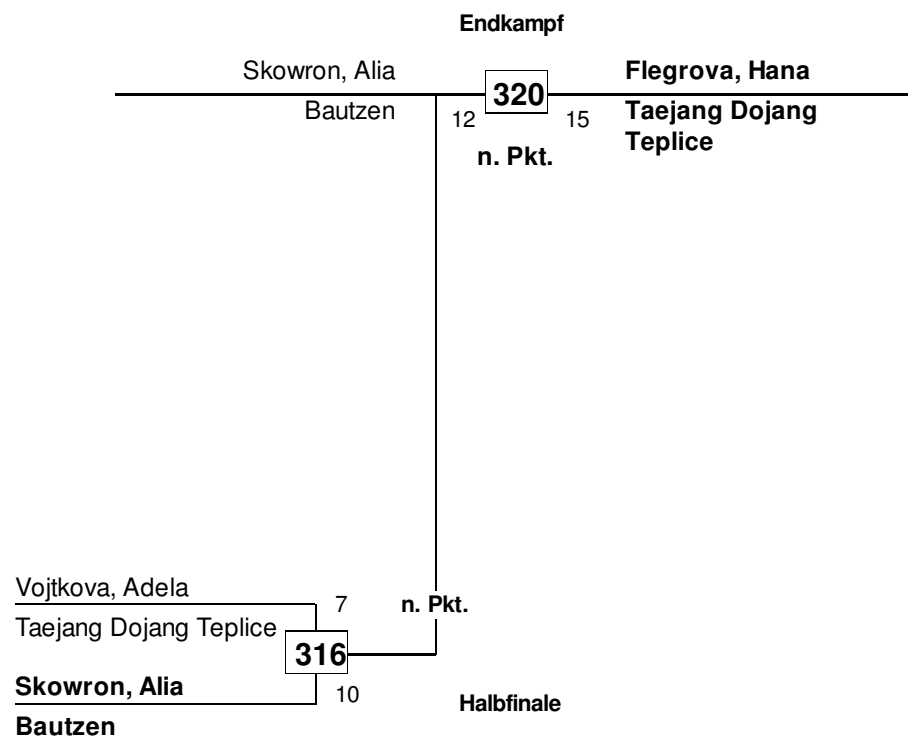 Endkampf
Skowron, Alia
Bautzen
12
320
15
n. Pkt.
Flegrova, Hana
Taejang Dojang
Teplice
Vojtkova, Adela
Taejang Dojang Teplice
7
n. Pkt.
316
Skowron, Alia
Bautzen
10
Halbfinale